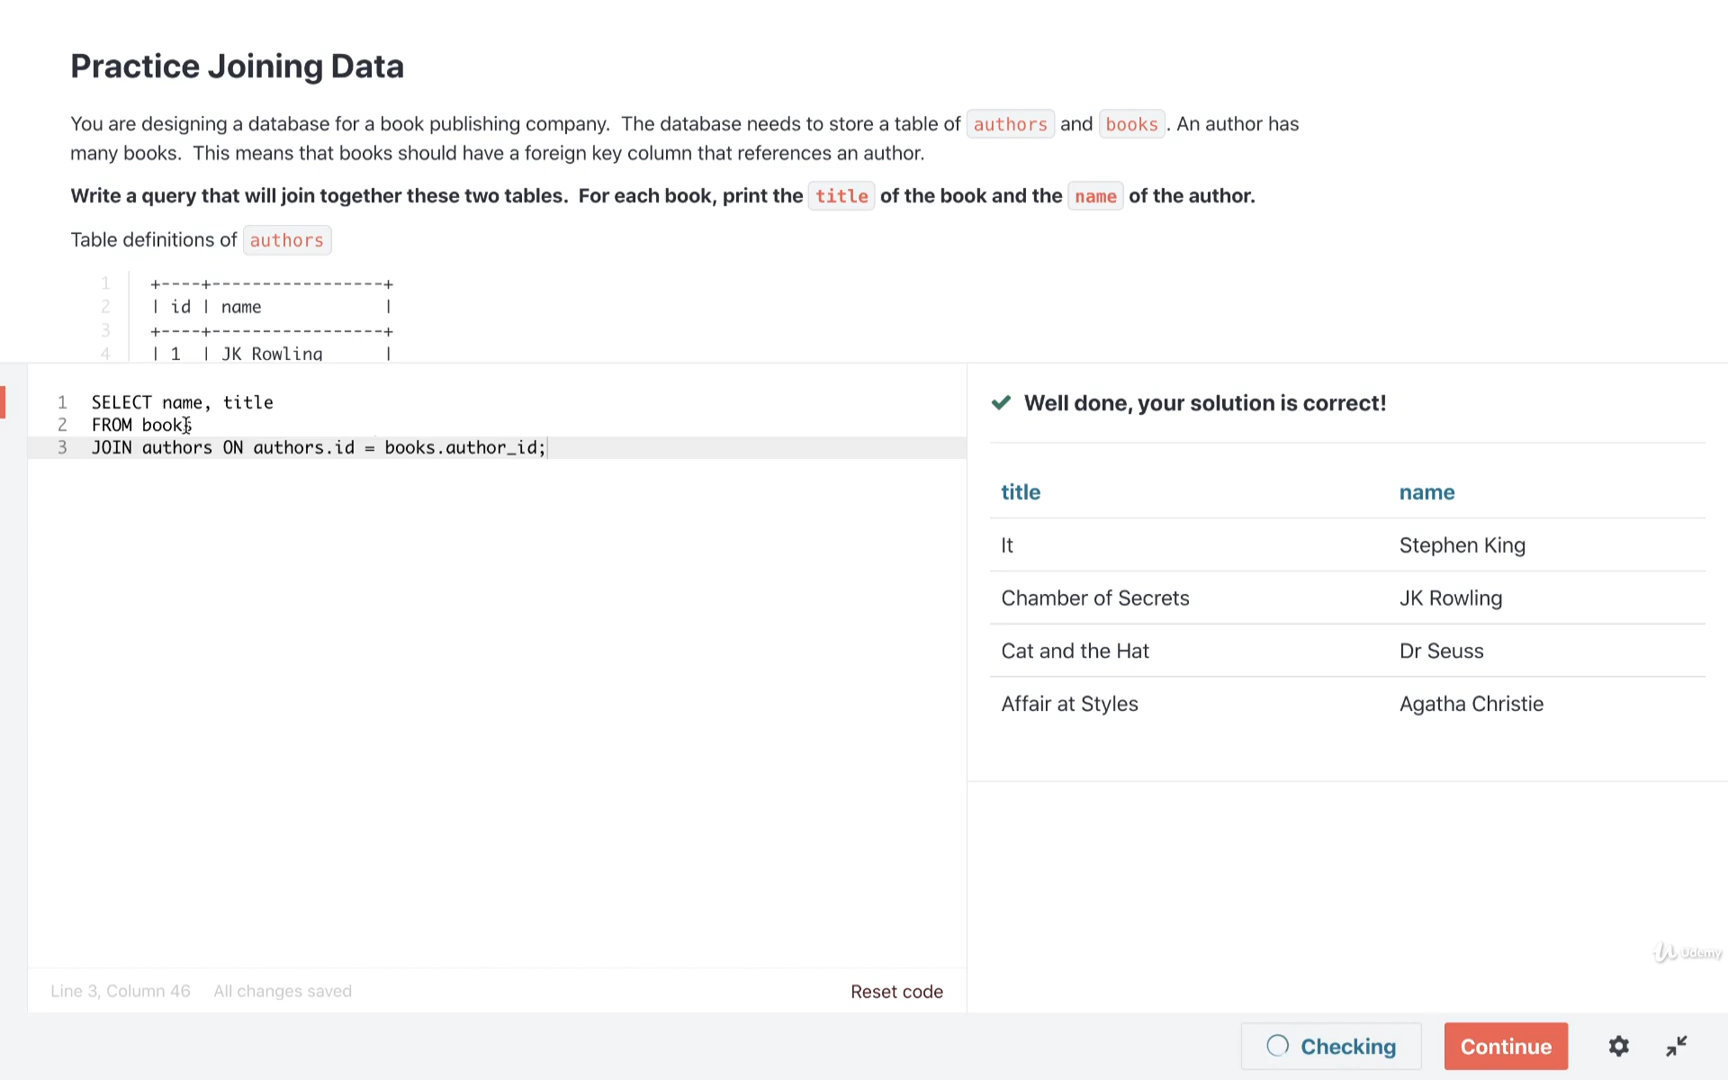 Practice Joining Data
You are designing a database for a book publishing company.  The database needs to store a table of authors and books. An author has
many books.  This means that books should have a foreign key column that references an author.
Write a query that will join together these two tables.  For each book, print the title of the book and the name of the author.
Table definitions of authors
1 +----+-----------------+
2 | id | name            |
3 +----+-----------------+
4 | 1  | JK Rowling      |
1 SELECT name, title
2 FROM books
3 JOIN authors ON authors.id = books.author_id;
Line 3, Column 46 All changes saved
Reset code
Well done, your solution is correct!
title name
It Stephen King
Chamber of Secrets JK Rowling
Cat and the Hat Dr Seuss
Affair at Styles Agatha Christie
Udemy
Checking
Continue